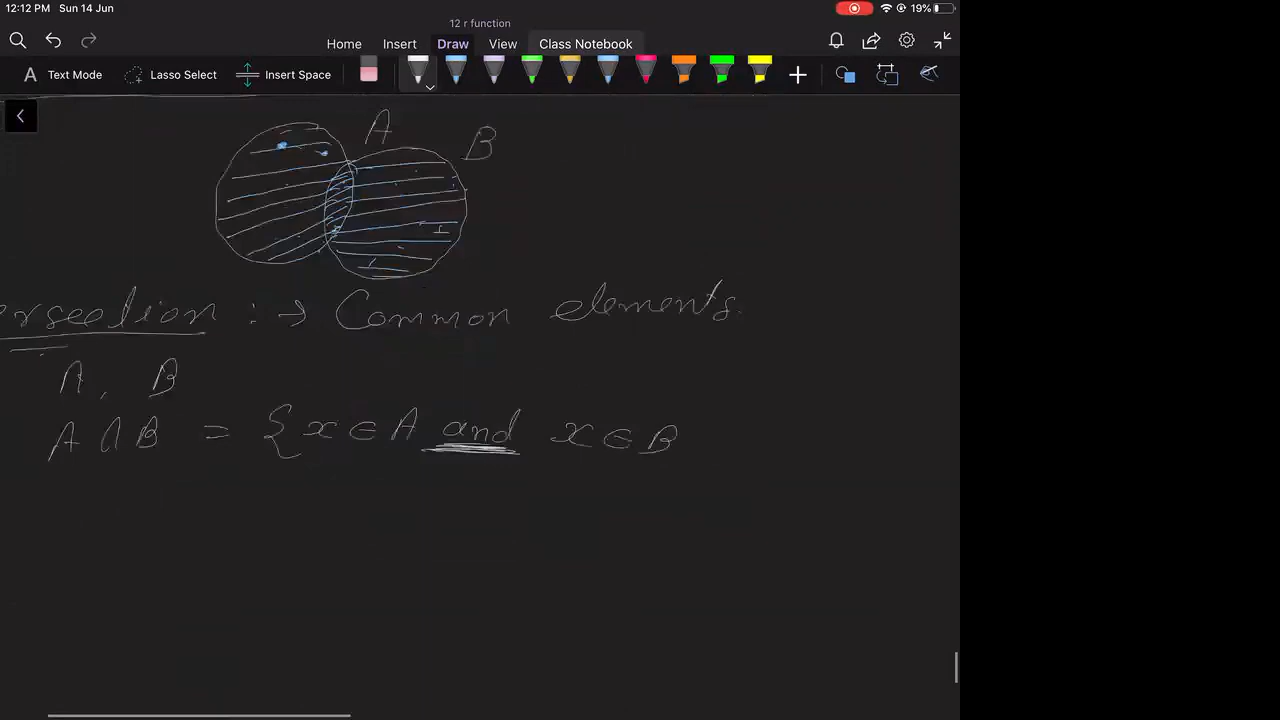 12:12 PM Sun 14 Jun 19%
12 r function
Home Insert Draw View Class Notebook
A Text Mode Lasso Select Insert Space
A B
ersection :→ Common elements.
A, B
A ∩ B = {x ∈ A and x ∈ B